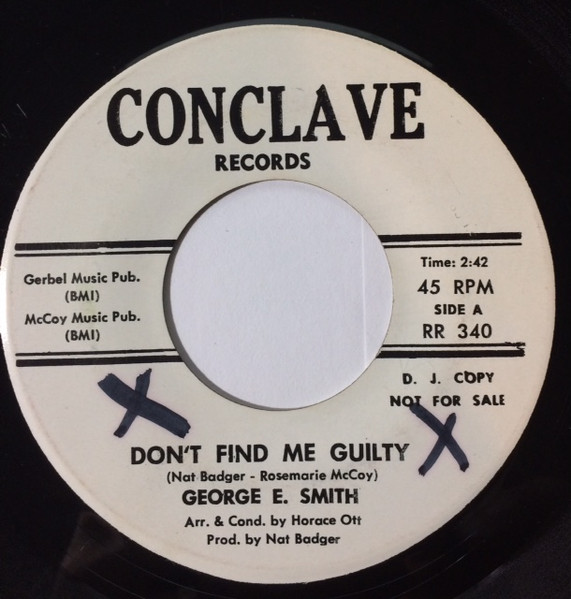 CONCLAVE
RECORDS
Gerbel Music Pub.
(BMI)
McCoy Music Pub.
(BMI)
Time: 2:42
45 RPM
SIDE A
RR 340
D. J. COPY
NOT FOR SALE
DON'T FIND ME GUILTY
(Nat Badger - Rosemarie McCoy)
GEORGE E. SMITH
Arr. & Cond. by Horace Ott
Prod. by Nat Badger